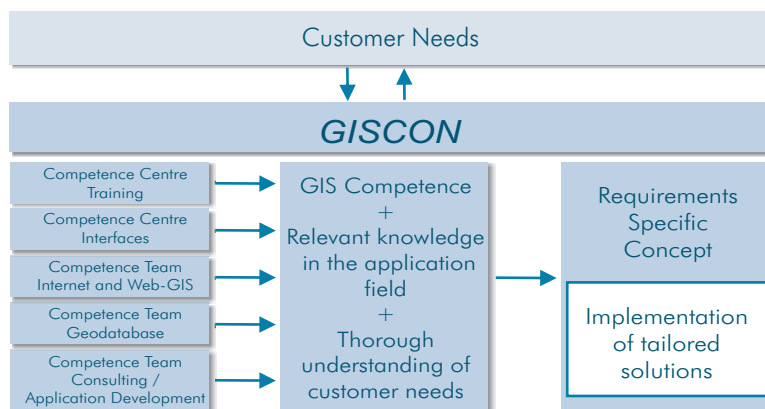 Customer Needs
GISCON
Competence Centre
Training
Competence Centre
Interfaces
Competence Team
Internet and Web-GIS
Competence Team
Geodatabase
Competence Team
Consulting /
Application Development
GIS Competence
+
Relevant knowledge
in the application
field
+
Thorough
understanding of
customer needs
Requirements
Specific
Concept
Implementation
of tailored
solutions